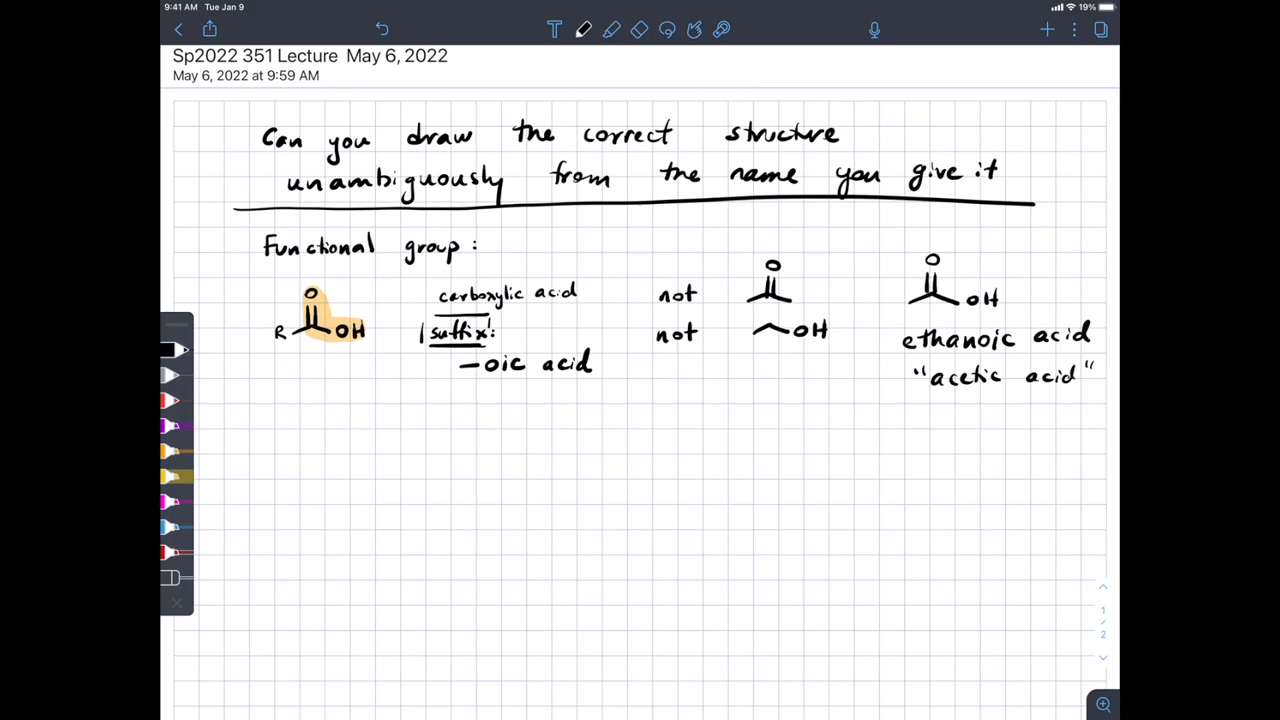 9:41 AM Tue Jan 9
19%
Sp2022 351 Lecture May 6, 2022
May 6, 2022 at 9:59 AM
Can you draw the correct structure
unambiguously from the name you give it
Functional group:
O
R OH
carboxylic acid
suffix:
-oic acid
not
O
not
OH
O
OH
ethanoic acid
"acetic acid"
1
/
2